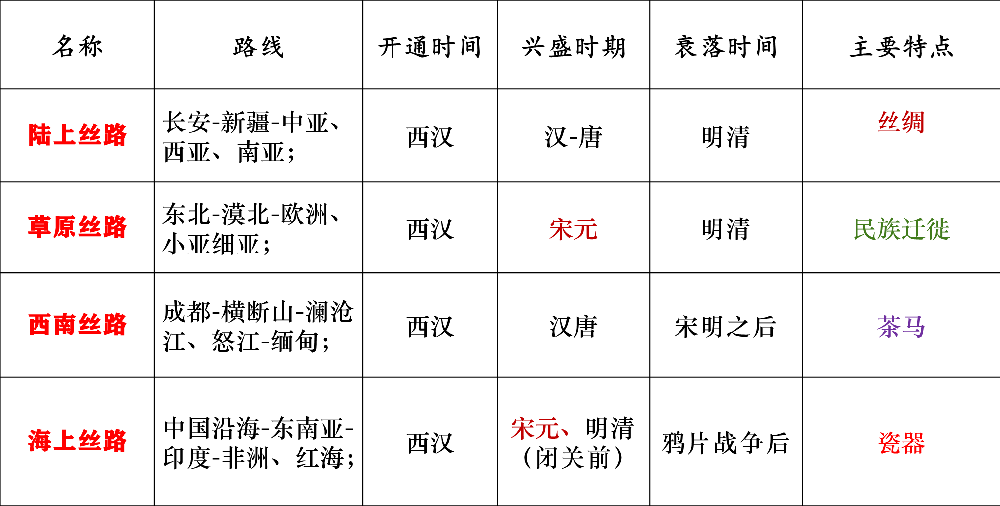 名称
路线
开通时间
兴盛时期
衰落时间
主要特点
陆上丝路
长安-新疆-中亚、
西亚、南亚；
西汉
汉-唐
明清
丝绸
草原丝路
东北-漠北-欧洲、
小亚细亚；
西汉
宋元
明清
民族迁徙
西南丝路
成都-横断山-澜沧
江、怒江-缅甸；
西汉
汉唐
宋明之后
茶马
海上丝路
中国沿海-东南亚-
印度-非洲、红海；
西汉
宋元、明清
（闭关前）
鸦片战争后
瓷器